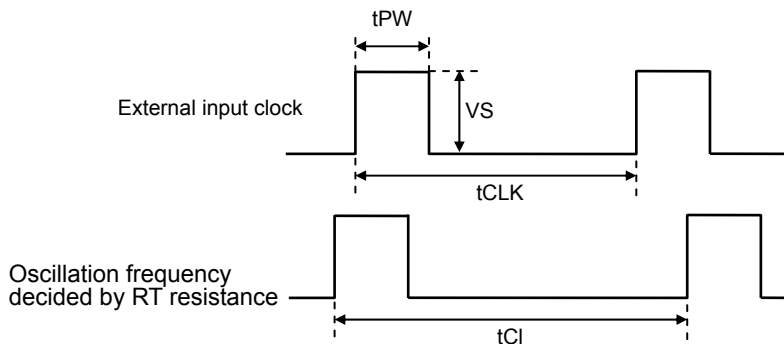 tPW
External input clock
VS
tCLK
Oscillation frequency
decided by RT resistance
tCl